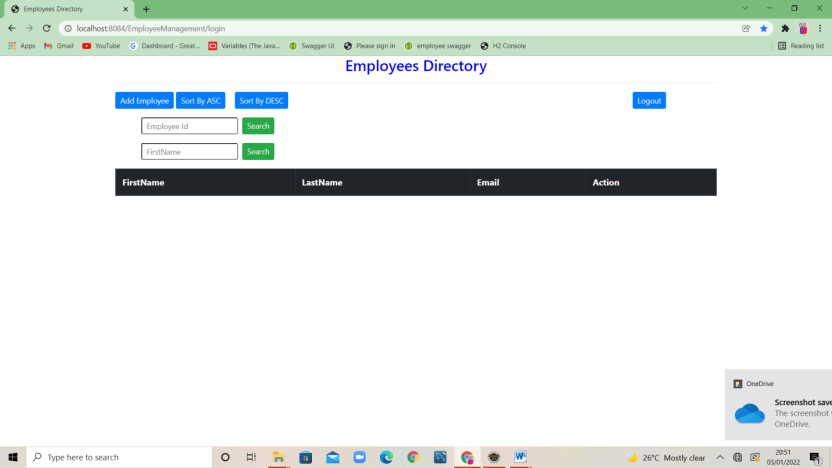 Employees Directory
localhost:8084/EmployeeManagement/login
Apps Gmail YouTube Dashboard - Great... Variables (The Java... Swagger UI Please sign in employee swagger H2 Console Reading list
Employees Directory
Add Employee Sort By ASC Sort By DESC Logout
Employee Id Search
FirstName Search
FirstName LastName Email Action
OneDrive
Screenshot save
The screenshot
OneDrive.
Type here to search
26°C Mostly clear
20:51
03/01/2022
1